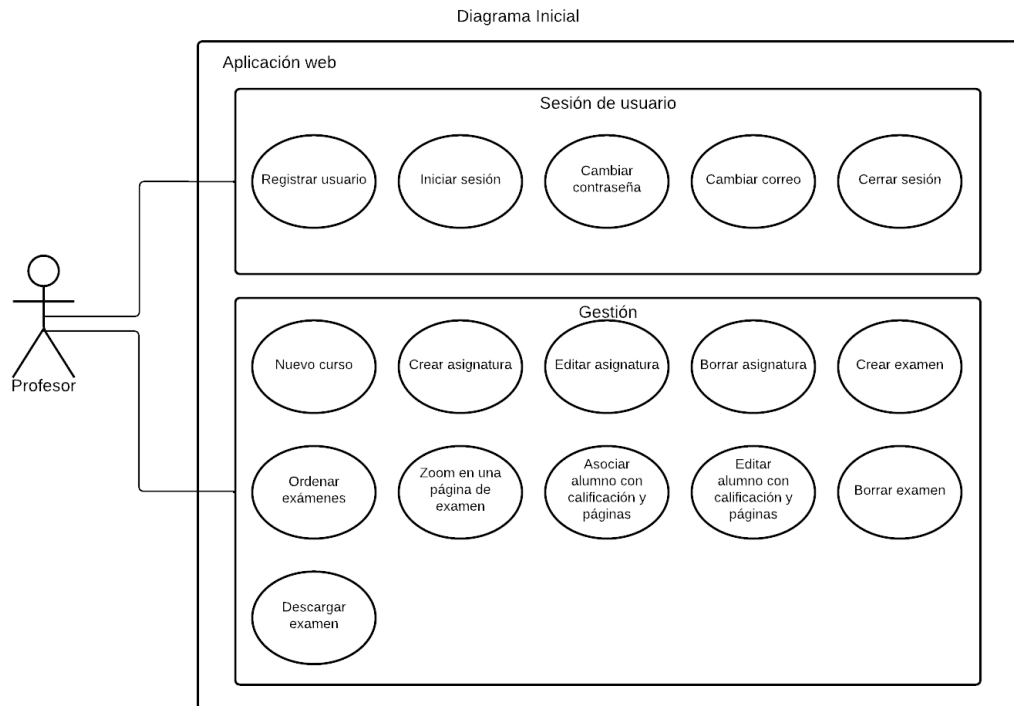 Diagrama Inicial
Aplicación web
Sesión de usuario
Registrar usuario
Iniciar sesión
Cambiar
contraseña
Cambiar correo
Cerrar sesión
Profesor
Gestión
Nuevo curso
Crear asignatura
Editar asignatura
Borrar asignatura
Crear examen
Ordenar
exámenes
Zoom en una
página de
examen
Asociar
alumno con
calificación y
páginas
Editar
alumno con
calificación y
páginas
Borrar examen
Descargar
examen